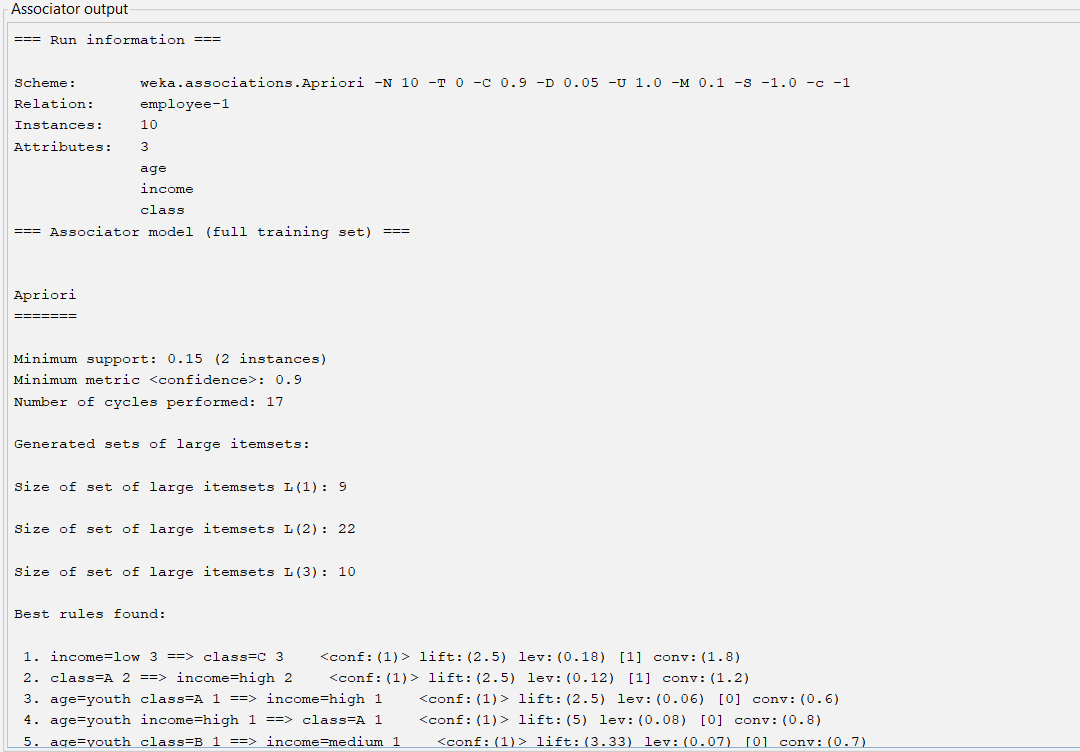 Associator output
=== Run information ===
Scheme:       weka.associations.Apriori -N 10 -T 0 -C 0.9 -D 0.05 -U 1.0 -M 0.1 -S -1.0 -c -1
Relation:     employee-1
Instances:    10
Attributes:   3
              age
              income
              class
=== Associator model (full training set) ===
Apriori
=======
Minimum support: 0.15 (2 instances)
Minimum metric <confidence>: 0.9
Number of cycles performed: 17
Generated sets of large itemsets:
Size of set of large itemsets L(1): 9
Size of set of large itemsets L(2): 22
Size of set of large itemsets L(3): 10
Best rules found:
 1. income=low 3 ==> class=C 3    <conf:(1)> lift:(2.5) lev:(0.18) [1] conv:(1.8)
 2. class=A 2 ==> income=high 2    <conf:(1)> lift:(2.5) lev:(0.12) [1] conv:(1.2)
 3. age=youth class=A 1 ==> income=high 1    <conf:(1)> lift:(2.5) lev:(0.06) [0] conv:(0.6)
 4. age=youth income=high 1 ==> class=A 1    <conf:(1)> lift:(5) lev:(0.08) [0] conv:(0.8)
 5. age=youth class=B 1 ==> income=medium 1    <conf:(1)> lift:(3.33) lev:(0.07) [0] conv:(0.7)